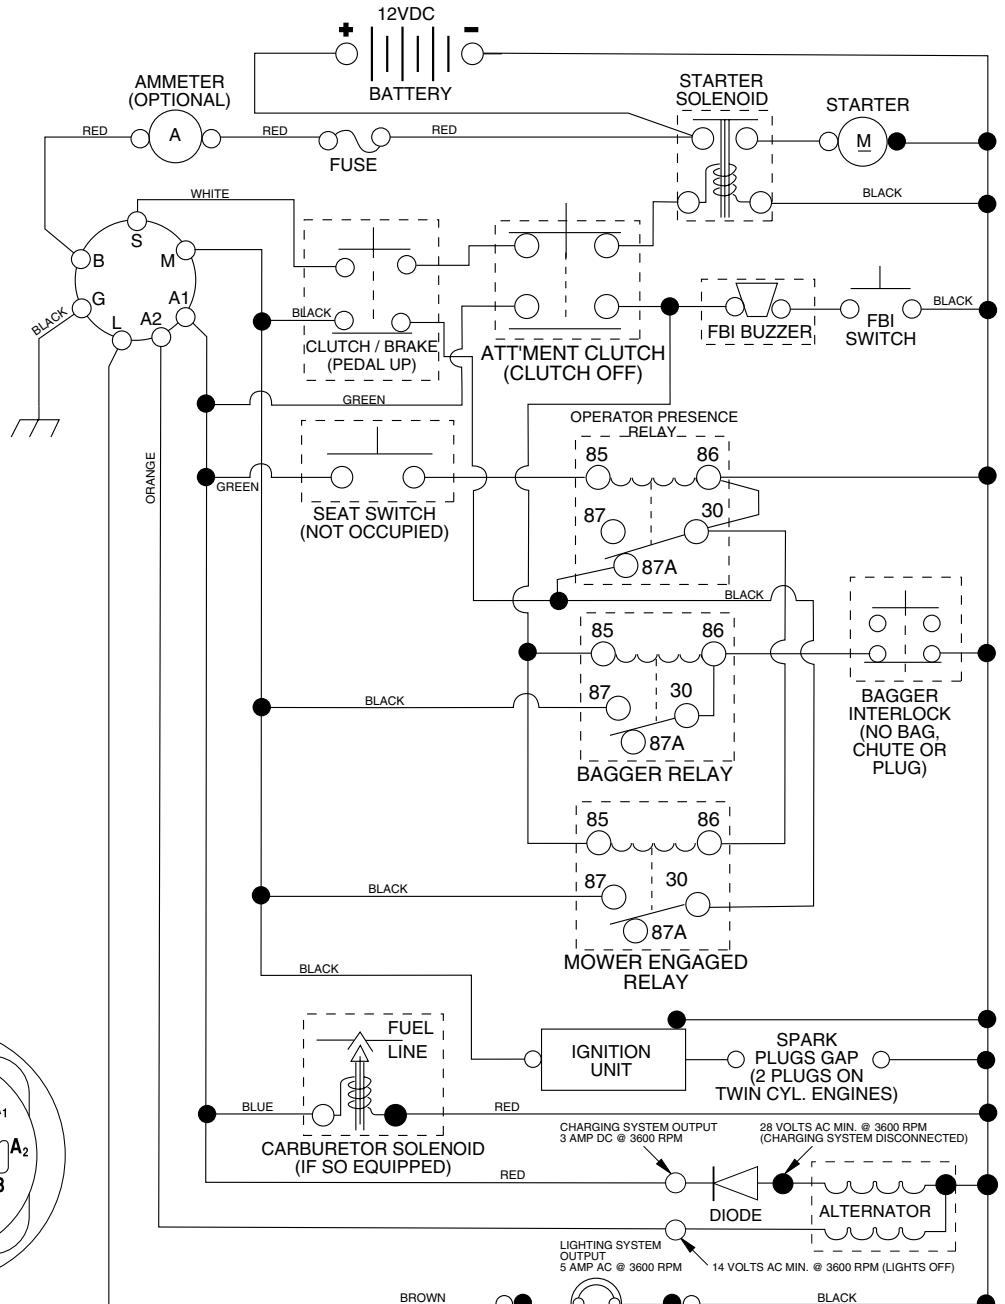 12VDC
+
-
BATTERY
AMMETER
(OPTIONAL)
A
RED
RED
RED
FUSE
STARTER
SOLENOID
STARTER
M
BLACK
WHITE
S
B
M
G
A1
L
A2
BLACK
BLACK
CLUTCH / BRAKE
(PEDAL UP)
ATT'MENT CLUTCH
(CLUTCH OFF)
FBI BUZZER
FBI
SWITCH
BLACK
GREEN
OPERATOR PRESENCE
RELAY
85
86
87
30
87A
ORANGE
GREEN
SEAT SWITCH
(NOT OCCUPIED)
BLACK
85
86
87
30
87A
BLACK
BAGGER RELAY
BAGGER
INTERLOCK
(NO BAG,
CHUTE OR
PLUG)
85
86
87
30
87A
BLACK
MOWER ENGAGED
RELAY
BLACK
FUEL
LINE
IGNITION
UNIT
SPARK
PLUGS GAP
(2 PLUGS ON
TWIN CYL. ENGINES)
BLUE
RED
CARBURETOR SOLENOID
(IF SO EQUIPPED)
CHARGING SYSTEM OUTPUT
3 AMP DC @ 3600 RPM
28 VOLTS AC MIN. @ 3600 RPM
(CHARGING SYSTEM DISCONNECTED)
RED
DIODE
ALTERNATOR
LIGHTING SYSTEM
OUTPUT
5 AMP AC @ 3600 RPM
14 VOLTS AC MIN. @ 3600 RPM (LIGHTS OFF)
BROWN
BLACK
A2